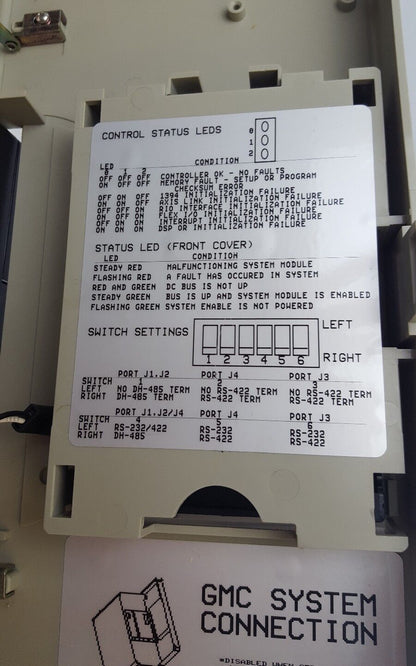 CONTROL STATUS LEDS
0
1
2
LED CONDITION
0 1 2
OFF OFF OFF - CONTROLLER OK - NO FAULTS
ON OFF OFF - MEMORY FAULT - SETUP OR PROGRAM
CHECKSUM ERROR
OFF ON OFF - 1394 INITIALIZATION FAILURE
ON ON OFF - AXIS LINK INITIALIZATION FAILURE
OFF OFF ON - RIO INTERFACE INITIALIZATION FAILURE
ON OFF ON - FLEX I/O INITIALIZATION FAILURE
OFF ON ON - INTERRUPT INITIALIZATION FAILURE
ON ON ON - DSP OR INITIALIZATION FAILURE
STATUS LED (FRONT COVER)
LED CONDITION
STEADY RED MALFUNCTIONING SYSTEM MODULE
FLASHING RED A FAULT HAS OCCURED IN SYSTEM
RED AND GREEN DC BUS IS NOT UP
STEADY GREEN BUS IS UP AND SYSTEM MODULE IS ENABLED
FLASHING GREEN SYSTEM ENABLE IS NOT POWERED
SWITCH SETTINGS
LEFT
1 2 3 4 5 6
RIGHT
PORT J1.J2 PORT J4 PORT J3
SWITCH 1 2 3
LEFT NO DH-485 TERM NO RS-422 TERM NO RS-422 TERM
RIGHT DH-485 TERM RS-422 TERM RS-422 TERM
PORT J1.J2/J4 PORT J4 PORT J3
SWITCH 4 5 6
LEFT RS-232/422 RS-232 RS-232
RIGHT DH-485 RS-422 RS-422
GMC SYSTEM
CONNECTION
*DISABLED WHEN